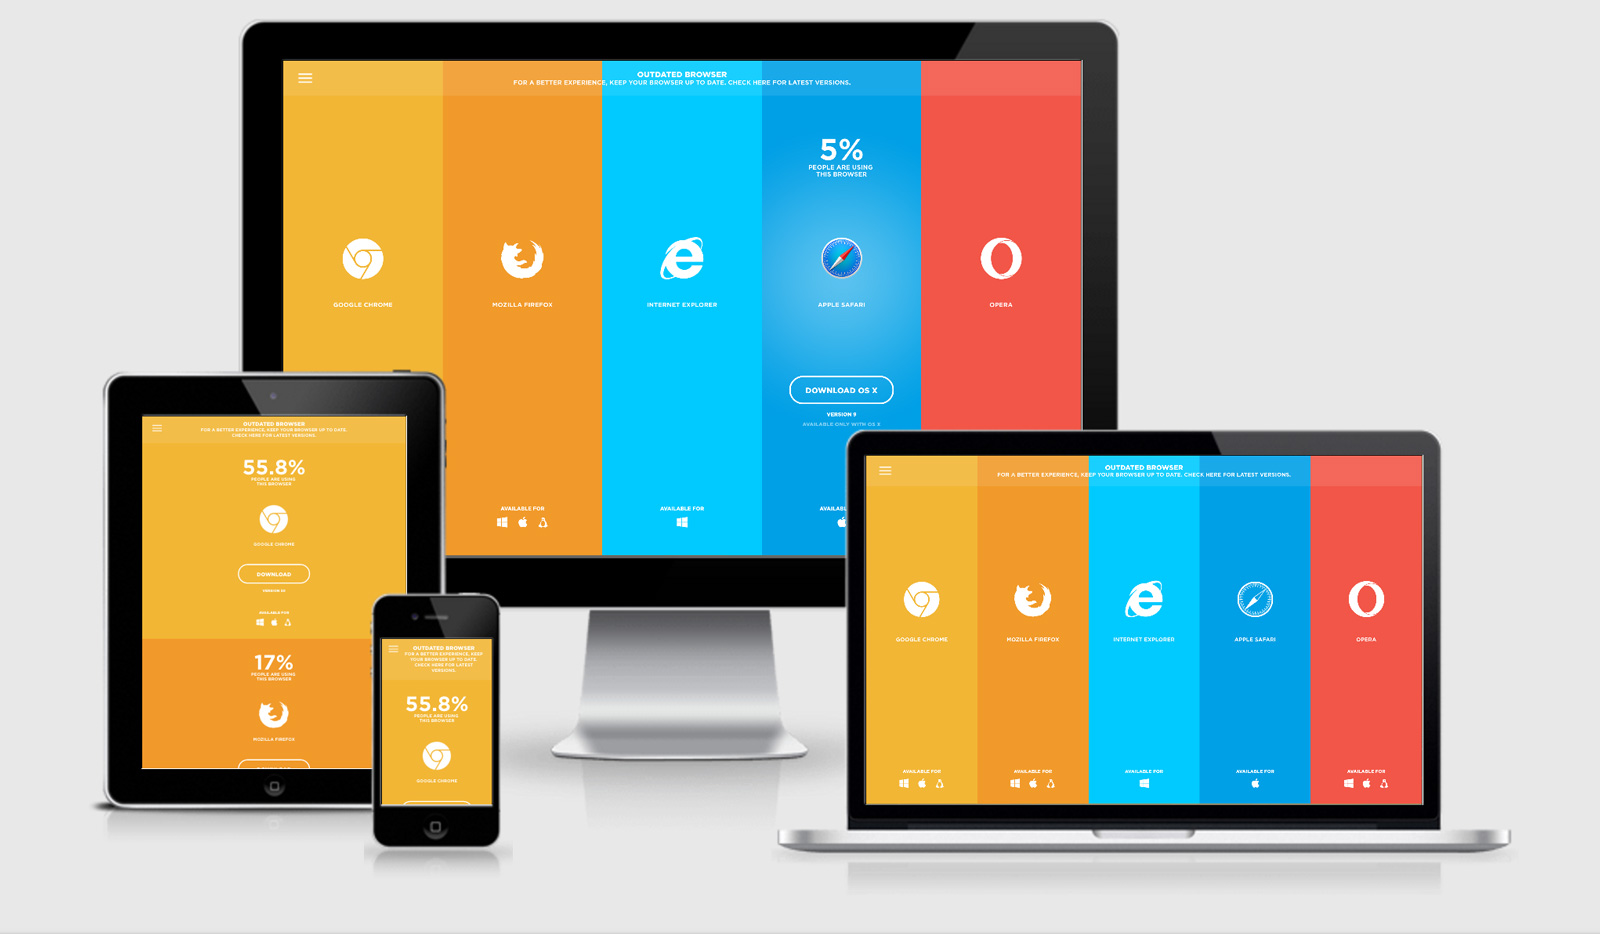 OUTDATED BROWSER
FOR A BETTER EXPERIENCE, KEEP YOUR BROWSER UP TO DATE. CHECK HERE FOR LATEST VERSIONS.
5%
PEOPLE ARE USING
THIS BROWSER
GOOGLE CHROME
MOZILLA FIREFOX
INTERNET EXPLORER
APPLE SAFARI
OPERA
DOWNLOAD OS X
VERSION 9
AVAILABLE ONLY WITH OS X
AVAILABLE FOR
AVAILABLE FOR
OUTDATED BROWSER
FOR A BETTER EXPERIENCE, KEEP YOUR BROWSER UP TO DATE.
CHECK HERE FOR LATEST VERSIONS.
55.8%
PEOPLE ARE USING
THIS BROWSER
GOOGLE CHROME
DOWNLOAD
AVAILABLE FOR
17%
PEOPLE ARE USING
THIS BROWSER
MOZILLA FIREFOX
OUTDATED BROWSER
FOR A BETTER EXPERIENCE, KEEP
YOUR BROWSER UP TO DATE.
CHECK HERE FOR LATEST
VERSIONS.
55.8%
PEOPLE ARE USING
THIS BROWSER
GOOGLE CHROME
OUTDATED BROWSER
FOR A BETTER EXPERIENCE, KEEP YOUR BROWSER UP TO DATE. CHECK HERE FOR LATEST VERSIONS.
GOOGLE CHROME
MOZILLA FIREFOX
INTERNET EXPLORER
APPLE SAFARI
OPERA
AVAILABLE FOR
AVAILABLE FOR
AVAILABLE FOR
AVAILABLE FOR
AVAILABLE FOR